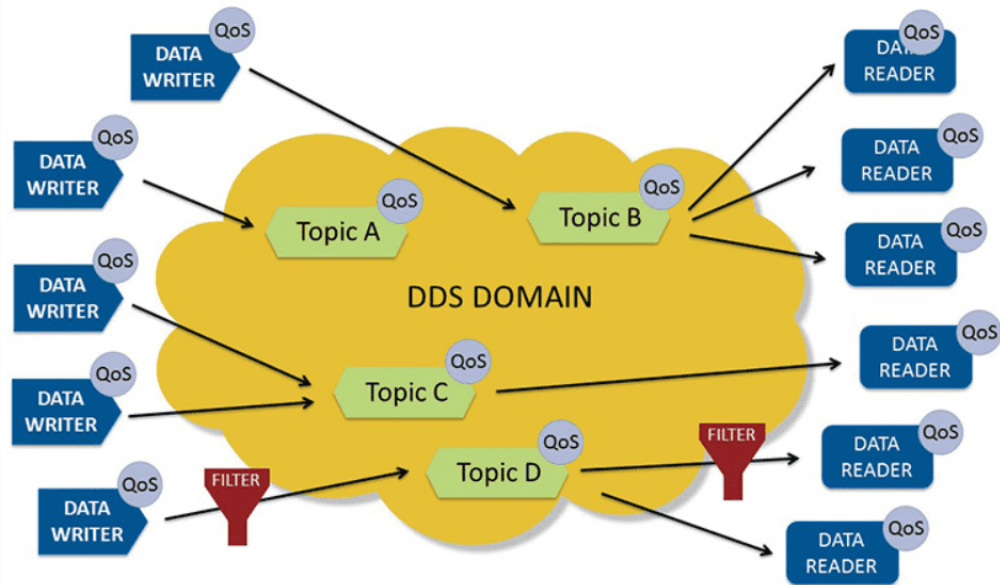 QoS
DATA
WRITER
QoS
DATA
READER
QoS
DATA
WRITER
QoS
DATA
READER
QoS
Topic A
QoS
Topic B
QoS
DATA
READER
QoS
DATA
WRITER
DDS DOMAIN
QoS
DATA
READER
QoS
Topic C
QoS
DATA
WRITER
QoS
Topic D
FILTER
QoS
DATA
READER
QoS
DATA
WRITER
FILTER
QoS
DATA
READER